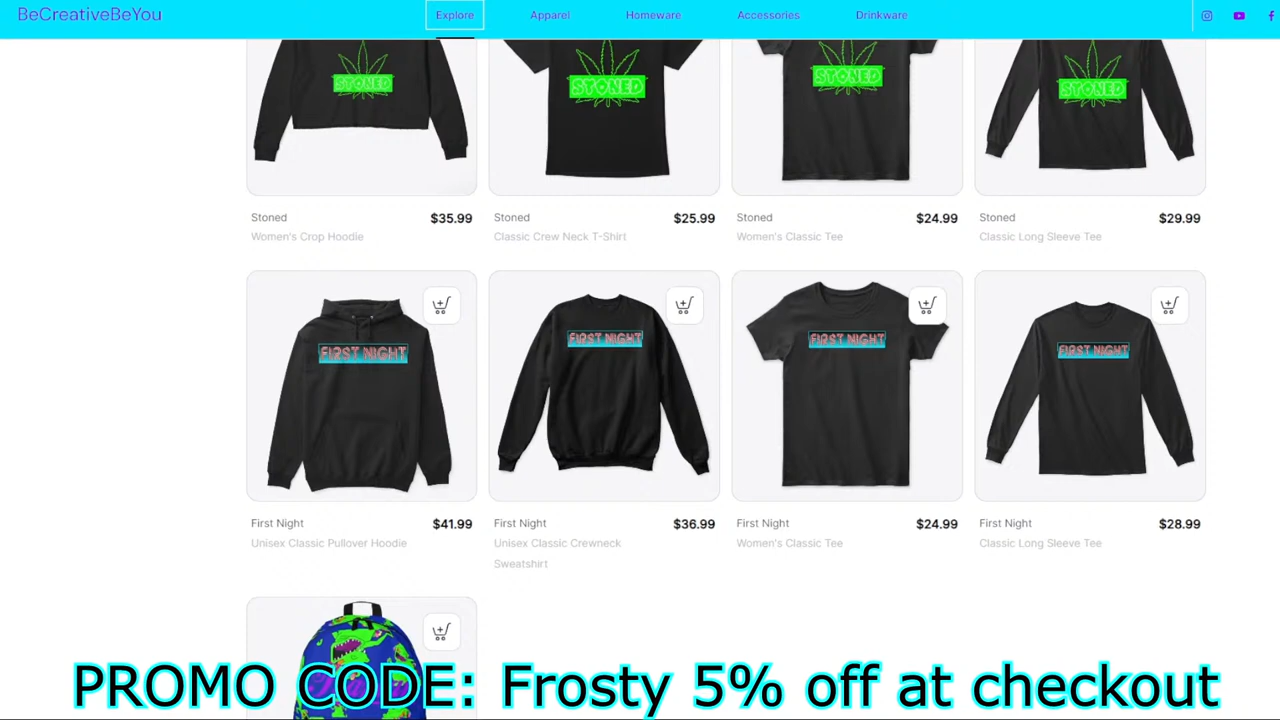 BeCreativeBeYou
Explore
Apparel
Homeware
Accessories
Drinkware
STONED
STONED
STONED
STONED
Stoned
$35.99
Women's Crop Hoodie
Stoned
$25.99
Classic Crew Neck T-Shirt
Stoned
$24.99
Women's Classic Tee
Stoned
$29.99
Classic Long Sleeve Tee
FIRST NIGHT
FIRST NIGHT
FIRST NIGHT
FIRST NIGHT
First Night
$41.99
Unisex Classic Pullover Hoodie
First Night
$36.99
Unisex Classic Crewneck
Sweatshirt
First Night
$24.99
Women's Classic Tee
First Night
$28.99
Classic Long Sleeve Tee
PROMO CODE: Frosty 5% off at checkout